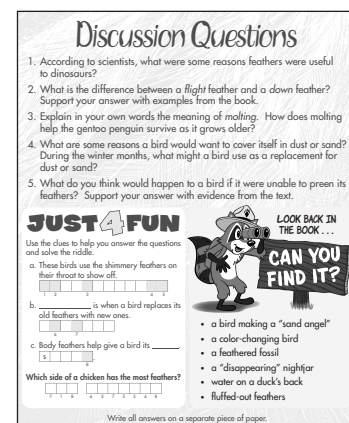 Discussion Questions
1. According to scientists, what were some reasons feathers were useful
to dinosaurs?
2. What is the difference between a flight feather and a down feather?
Support your answer with examples from the book.
3. Explain in your own words the meaning of molting. How does molting
help the gentoo penguin survive as it grows older?
4. What are some reasons a bird would want to cover itself in dust or sand?
During the winter months, what might a bird use as a replacement for
dust or sand?
5. What do you think would happen to a bird if it were unable to preen its
feathers? Support your answer with evidence from the text.
JUST 4 FUN
Use the clues to help you answer the questions
and solve the riddle.
a. These birds use the shimmery feathers on
their throat to show off.
1 2 3 4 5
b. ______ is when a bird replaces its
old feathers with new ones.
6 7
c. Body feathers help give a bird its ______.
S
8
Which side of a chicken has the most feathers?
LOOK BACK IN
THE BOOK . . .
CAN YOU
FIND IT?
• a bird making a "sand angel"
• a color-changing bird
• a feathered fossil
• a "disappearing" nightjar
• water on a duck's back
• fluffed-out feathers
Write all answers on a separate piece of paper.